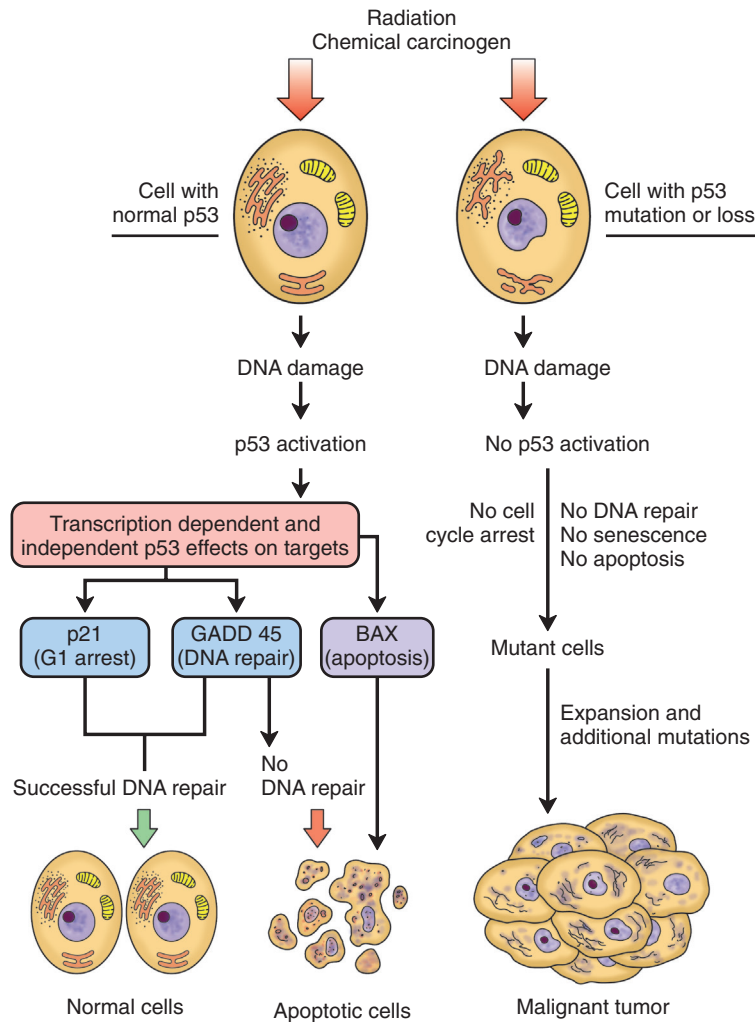 Radiation
Chemical carcinogen
Cell with
normal p53
Cell with p53
mutation or loss
DNA damage
DNA damage
p53 activation
No p53 activation
Transcription dependent and
independent p53 effects on targets
No cell
cycle arrest
No DNA repair
No senescence
No apoptosis
p21
(G1 arrest)
GADD 45
(DNA repair)
BAX
(apoptosis)
Mutant cells
Expansion and
additional mutations
Successful DNA repair
No
DNA repair
Normal cells
Apoptotic cells
Malignant tumor